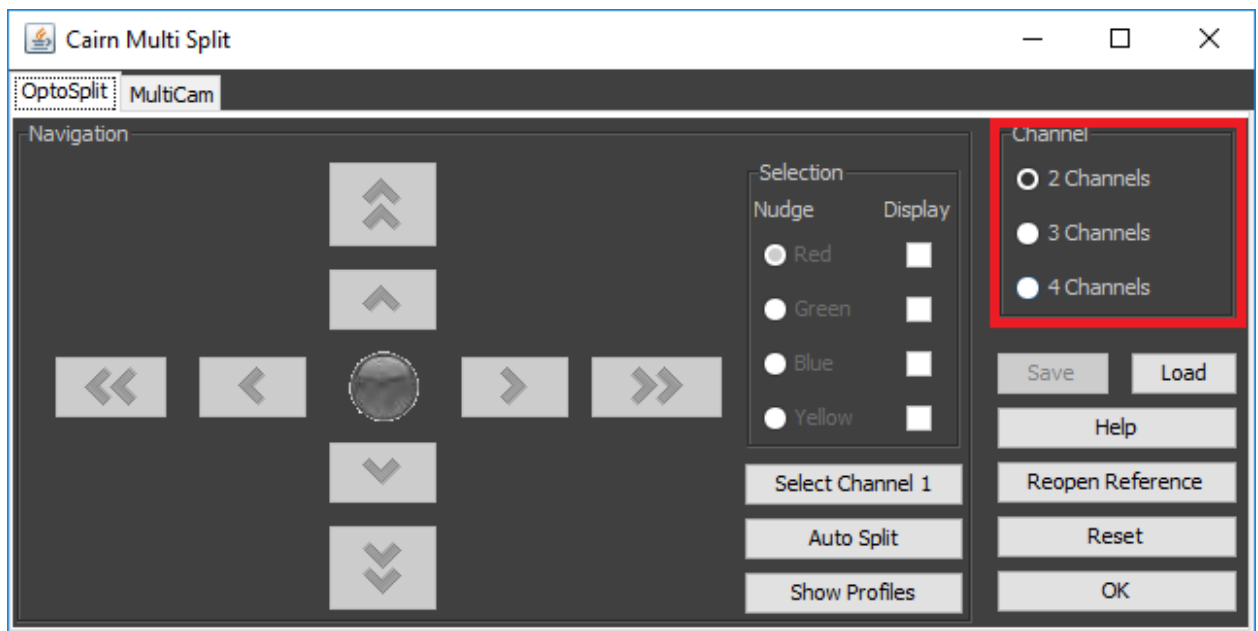 Cairn Multi Split
OptoSplit MultiCam
Navigation
Selection
Nudge Display
Red
Green
Blue
Yellow
Select Channel 1
Auto Split
Show Profiles
Channel
2 Channels
3 Channels
4 Channels
Save Load
Help
Reopen Reference
Reset
OK